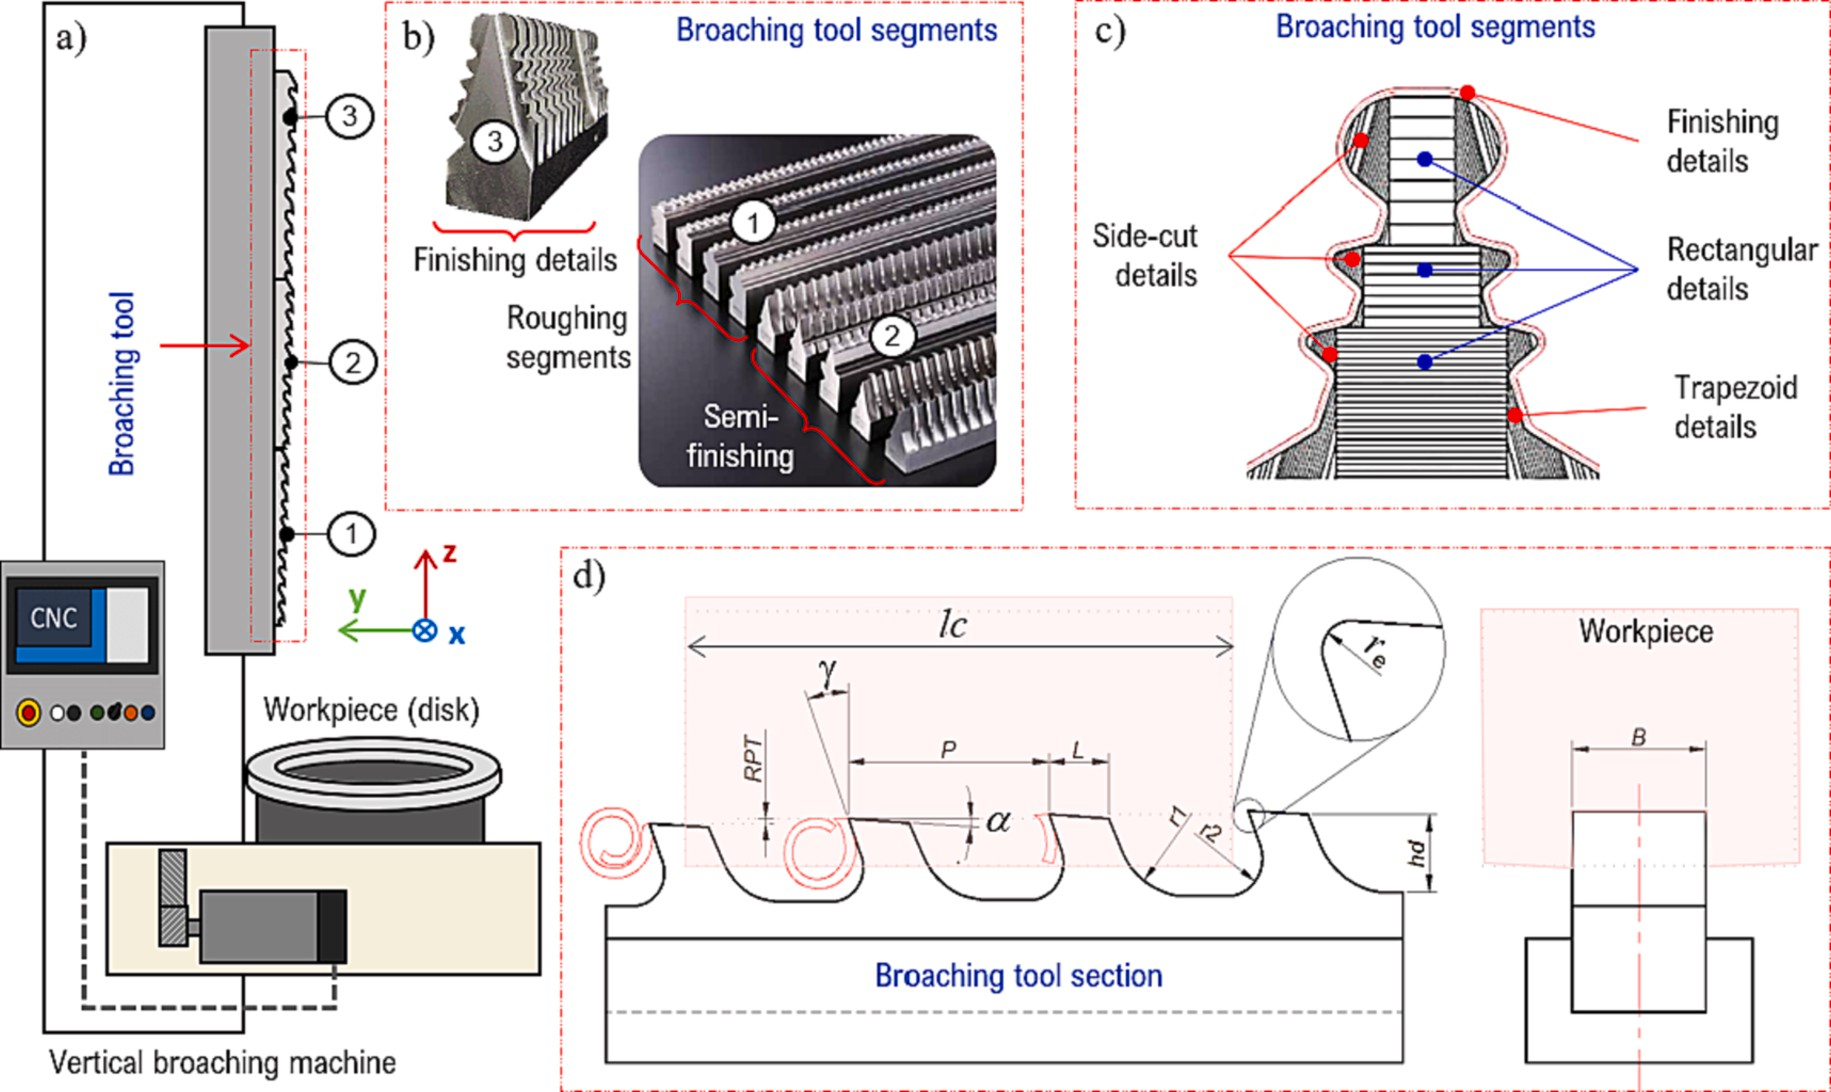 a)
Broaching tool
3
2
1
z
y
x
CNC
Workpiece (disk)
Vertical broaching machine
b)
Broaching tool segments
3
Finishing details
1
Roughing
segments
2
Semi-
finishing
c)
Broaching tool segments
Finishing
details
Side-cut
details
Rectangular
details
Trapezoid
details
d)
lc
γ
RPT
P
L
α
r1
r2
re
hd
Broaching tool section
Workpiece
B